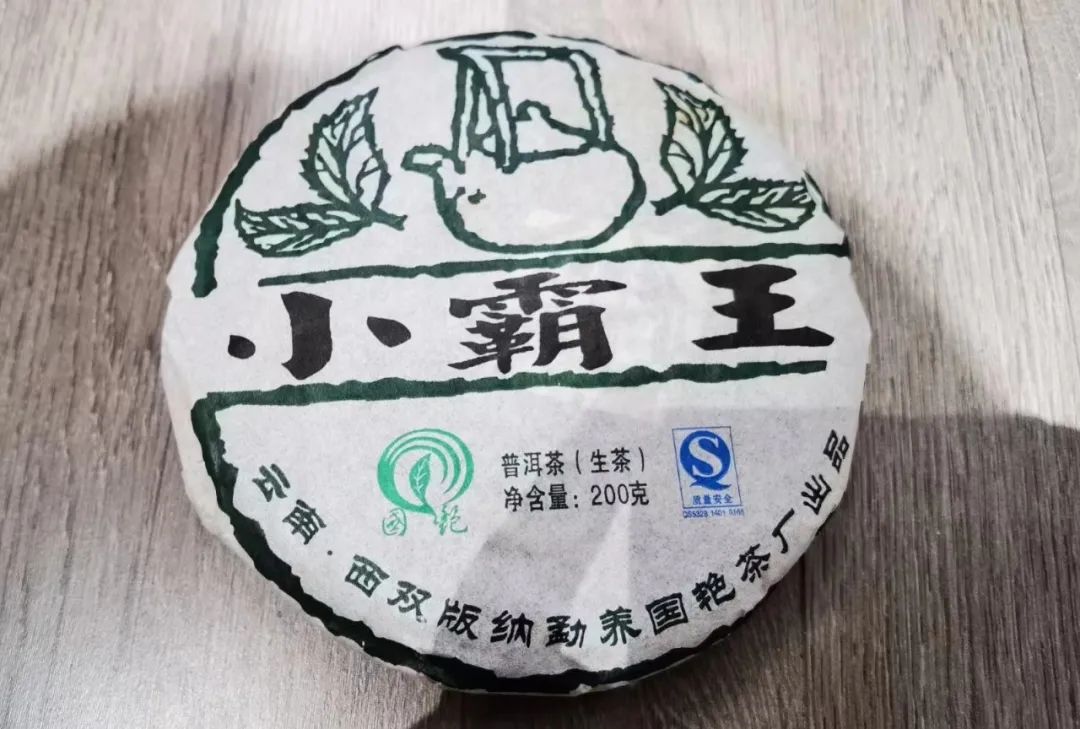 小霸王
国艳
普洱茶（生茶）
净含量：200克
质量安全
云南·西双版纳勐养国艳茶厂出品